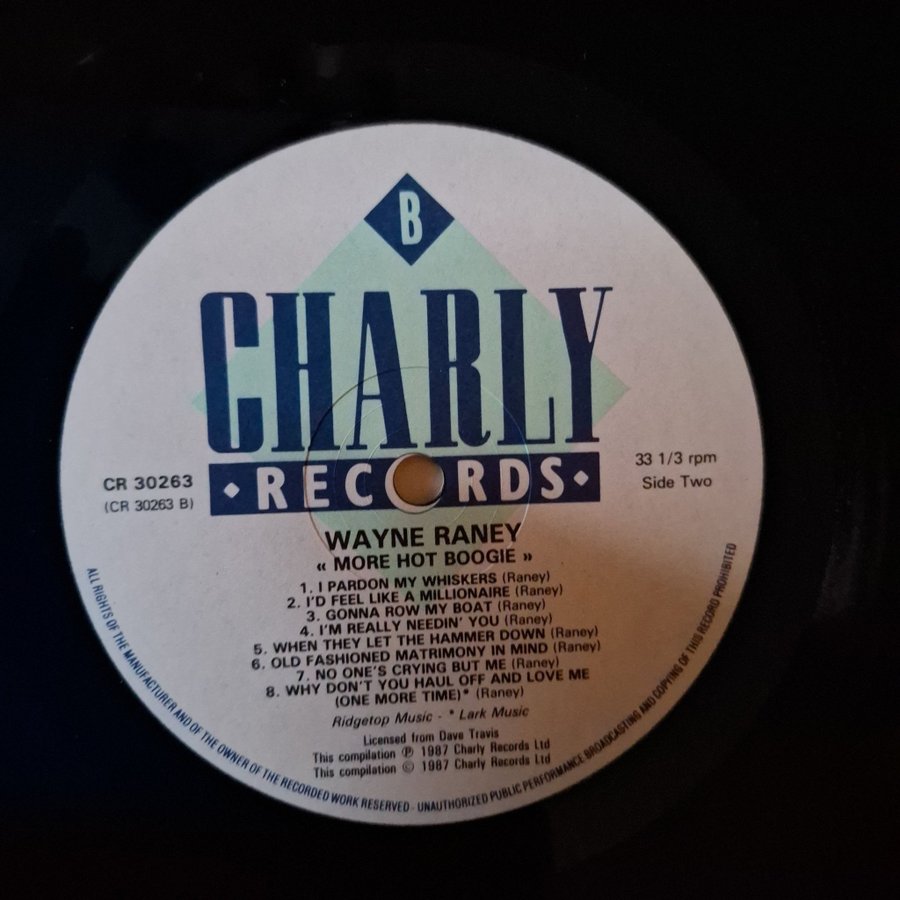 B
CHARLY
• RECORDS •
CR 30263
(CR 30263 B)
33 1/3 rpm
Side Two
WAYNE RANEY
« MORE HOT BOOGIE »
1. I PARDON MY WHISKERS (Raney)
2. I'D FEEL LIKE A MILLIONAIRE (Raney)
3. GONNA ROW MY BOAT (Raney)
4. I'M REALLY NEEDIN' YOU (Raney)
5. WHEN THEY LET THE HAMMER DOWN (Raney)
6. OLD FASHIONED MATRIMONY IN MIND (Raney)
7. NO ONE'S CRYING BUT ME (Raney)
8. WHY DON'T YOU HAUL OFF AND LOVE ME
(ONE MORE TIME)* (Raney)
Ridgetop Music - * Lark Music
Licensed from Dave Travis
This compilation ℗ 1987 Charly Records Ltd
This compilation © 1987 Charly Records Ltd
ALL RIGHTS OF THE MANUFACTURER AND OF THE OWNER OF THE RECORDED WORK RESERVED - UNAUTHORIZED PUBLIC PERFORMANCE BROADCASTING AND COPYING OF THIS RECORD PROHIBITED